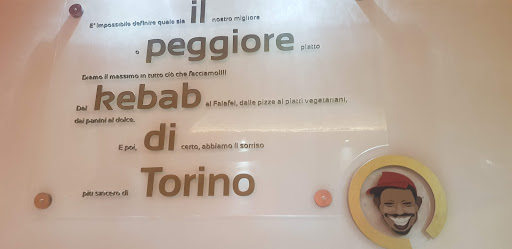 E' impossibile definire quale sia il nostro migliore
o peggiore piatto
Diamo il massimo in tutto ciò che facciamo!!!!
Dal kebab al Falafel, dalle pizze ai piatti vegetariani,
dai panini al dolce.
E poi, di certo, abbiamo il sorriso
più sincero di Torino